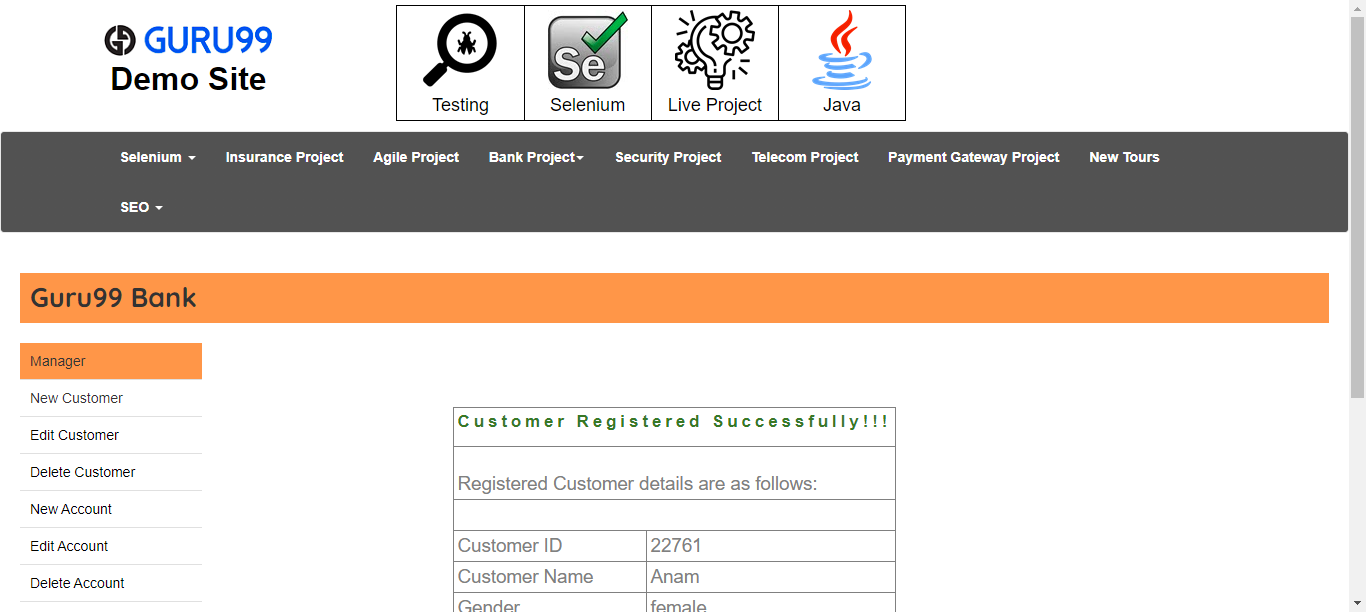 GURU99
Demo Site
Testing
Se
Selenium
Live Project
Java
Selenium
Insurance Project
Agile Project
Bank Project
Security Project
Telecom Project
Payment Gateway Project
New Tours
SEO
Guru99 Bank
Manager
New Customer
Edit Customer
Delete Customer
New Account
Edit Account
Delete Account
Customer Registered Successfully!!!
Registered Customer details are as follows:
Customer ID 22761
Customer Name Anam
Gender female